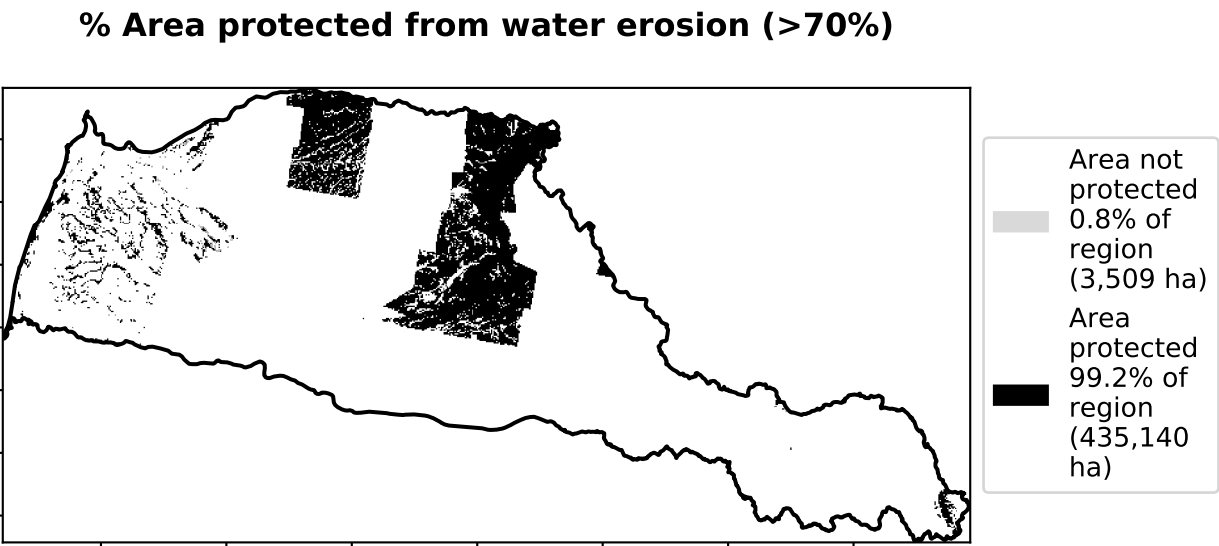 % Area protected from water erosion (>70%)
Area not
protected
0.8% of
region
(3,509 ha)
Area
protected
99.2% of
region
(435,140
ha)